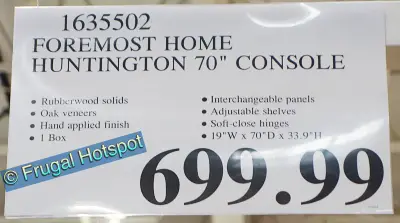 1635502
FOREMOST HOME
HUNTINGTON 70" CONSOLE
• Rubberwood solids
• Oak veneers
• Hand applied finish
• 1 Box
• Interchangeable panels
• Adjustable shelves
• Soft-close hinges
• 19"W x 70"D x 33.9"H
© Frugal Hotspot
699.99